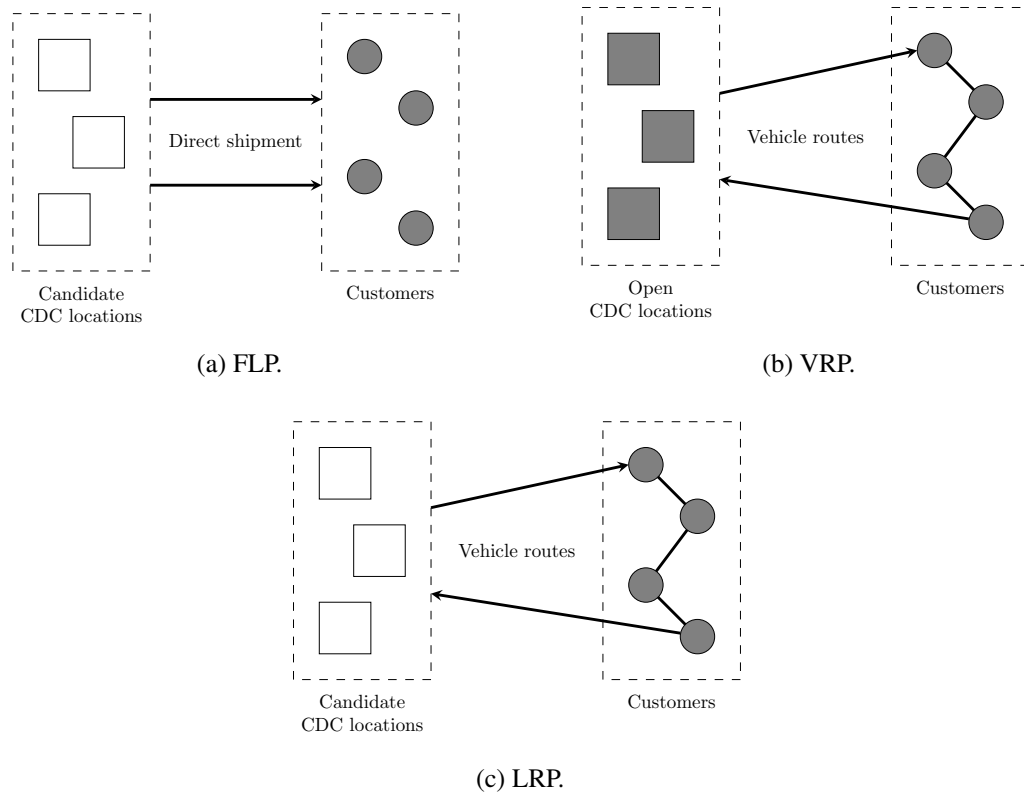 Direct shipment
Candidate
CDC locations
Customers
(a) FLP.
Vehicle routes
Open
CDC locations
Customers
(b) VRP.
Vehicle routes
Candidate
CDC locations
Customers
(c) LRP.